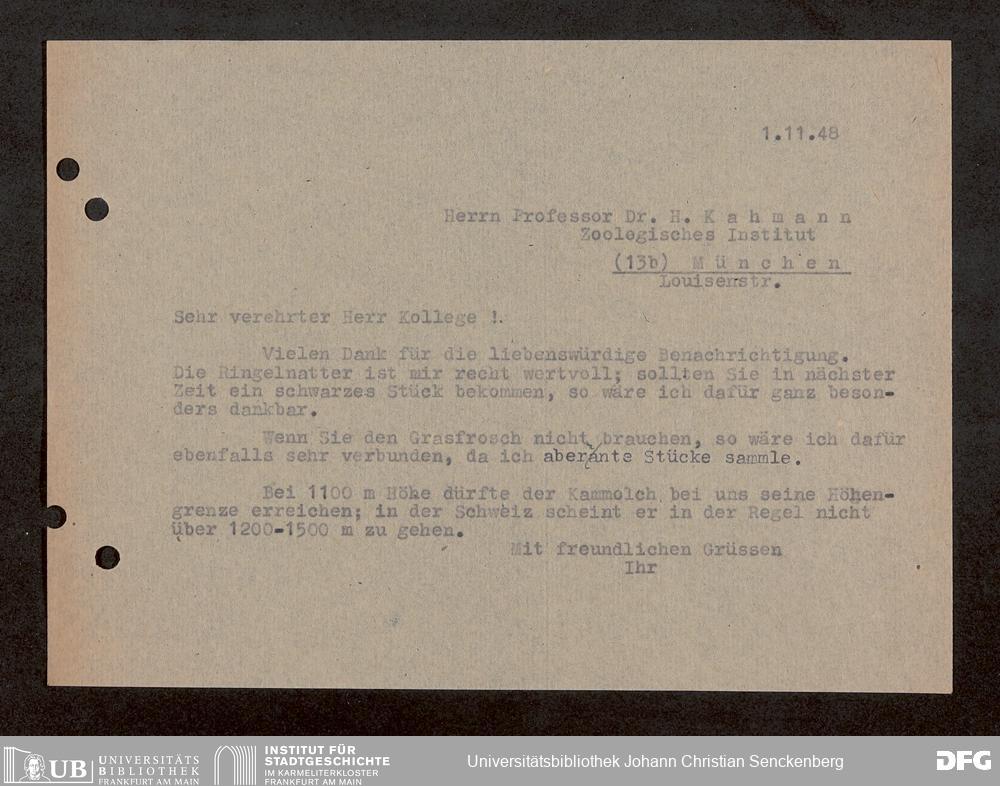 1.11.48
Herrn Professor Dr. H. K a h m a n n
Zoologisches Institut
(13b) M ü n c h e n
Louisenstr.
Sehr verehrter Herr Kollege !.
Vielen Dank für die liebenswürdige Benachrichtigung.
Die Ringelnatter ist mir recht wertvoll; sollten Sie in nächster
Zeit ein schwarzes Stück bekommen, so wäre ich dafür ganz beson-
ders dankbar.
Wenn Sie den Grasfrosch nicht brauchen, so wäre ich dafür
ebenfalls sehr verbunden, da ich aberrante Stücke sammle.
Bei 1100 m Höhe dürfte der Kammolch bei uns seine Höhen-
grenze erreichen; in der Schweiz scheint er in der Regel nicht
über 1200-1500 m zu gehen.
Mit freundlichen Grüssen
Ihr
UB UNIVERSITÄTS
BIBLIOTHEK
FRANKFURT AM MAIN
INSTITUT FÜR
STADTGESCHICHTE
IM KARMELITERKLOSTER
FRANKFURT AM MAIN
Universitätsbibliothek Johann Christian Senckenberg
DFG